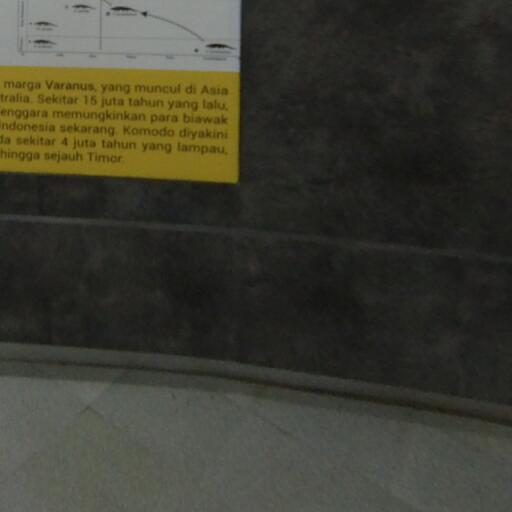 marga Varanus, yang muncul di Asia
tralia. Sekitar 15 juta tahun yang lalu,
enggara memungkinkan para biawak
Indonesia sekarang. Komodo diyakini
da sekitar 4 juta tahun yang lampau,
hingga sejauh Timor.